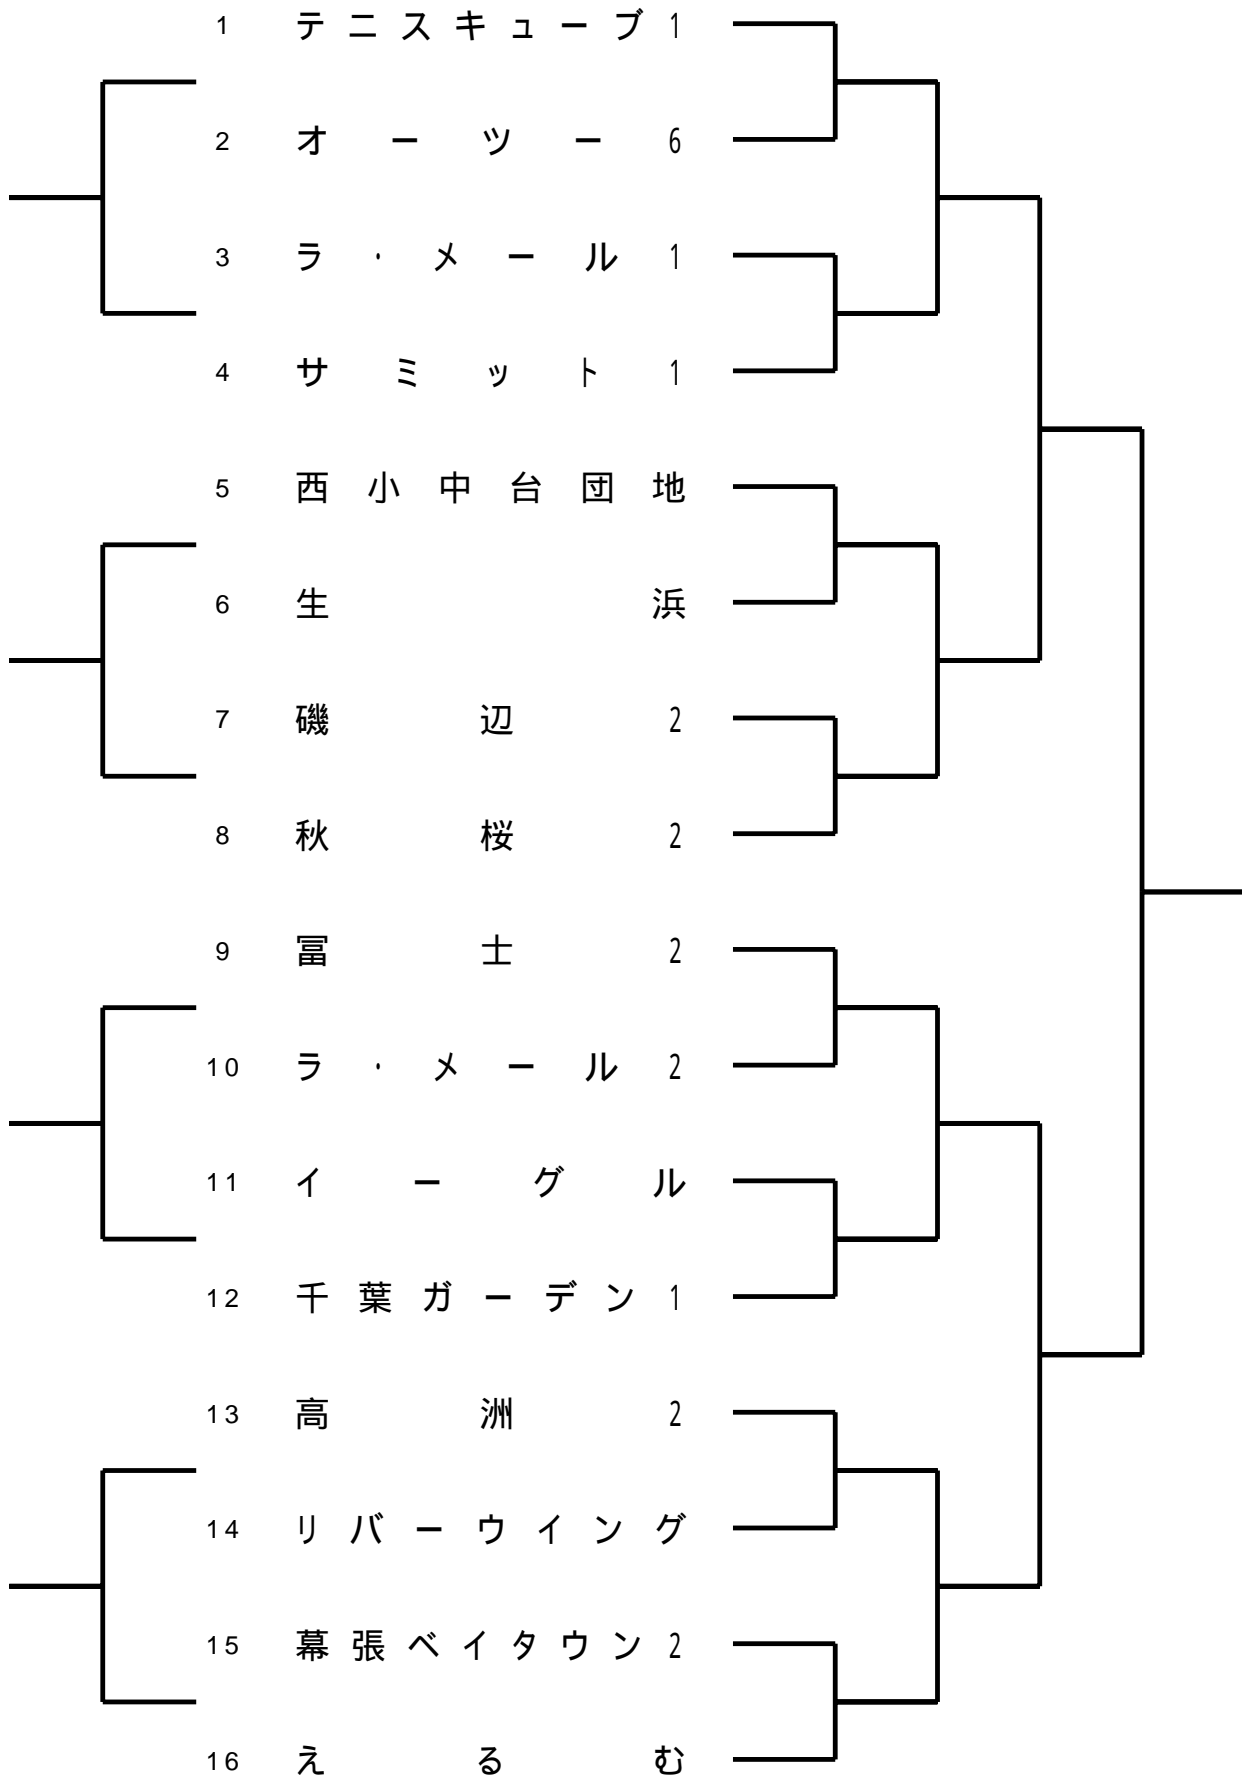 1 テニスキューブ1
2 オーツー6
3 ラ・メール1
4 サミット1
5 西小中台団地
6 生浜
7 磯辺2
8 秋桜2
9 冨士2
10 ラ・メール2
11 イーグル
12 千葉ガーデン1
13 高洲2
14 リバーウイング
15 幕張ベイタウン2
16 えるむ